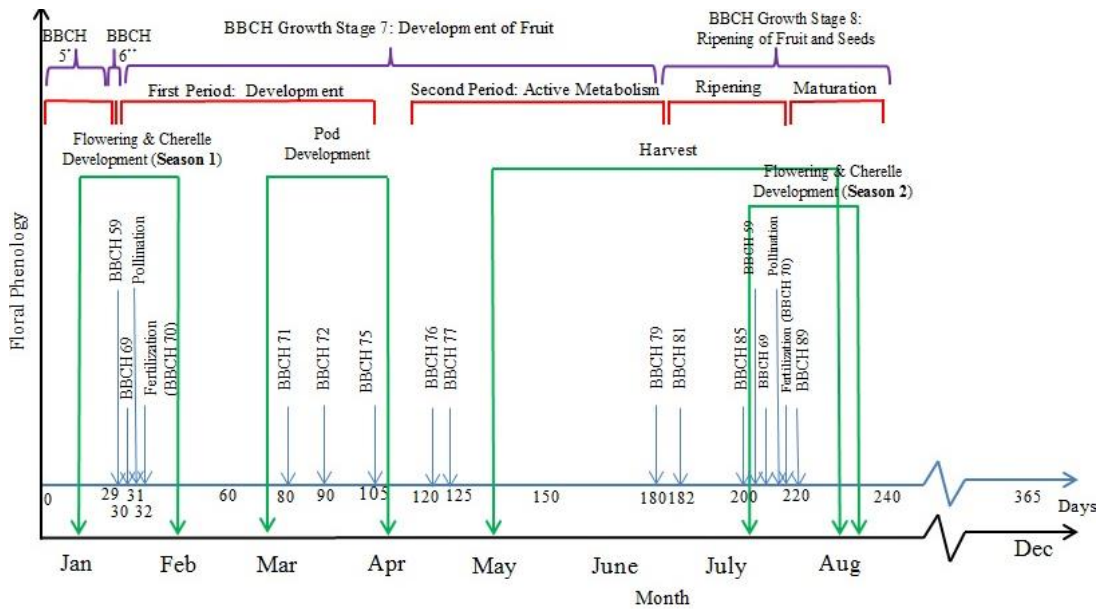 BBCH Growth Stage 7: Development of Fruit
BBCH Growth Stage 8:
Ripening of Fruit and Seeds
BBCH
5*
BBCH
6**
First Period: Development
Second Period: Active Metabolism
Ripening
Maturation
Flowering & Cherelle
Development (Season 1)
Pod
Development
Harvest
Flowering & Cherelle
Development (Season 2)
Floral Phenology
BBCH 59
BBCH 69
Pollination
Fertilization
(BBCH 70)
BBCH 71
BBCH 72
BBCH 75
BBCH 76
BBCH 77
BBCH 79
BBCH 81
BBCH 85
BBCH 59
BBCH 69
Pollination
Fertilization (BBCH 70)
BBCH 89
0 29 31 60 80 90 105 120 125 150 180 182 200 220 240 365 Days
30 32
Jan Feb Mar Apr May June July Aug Dec
Month